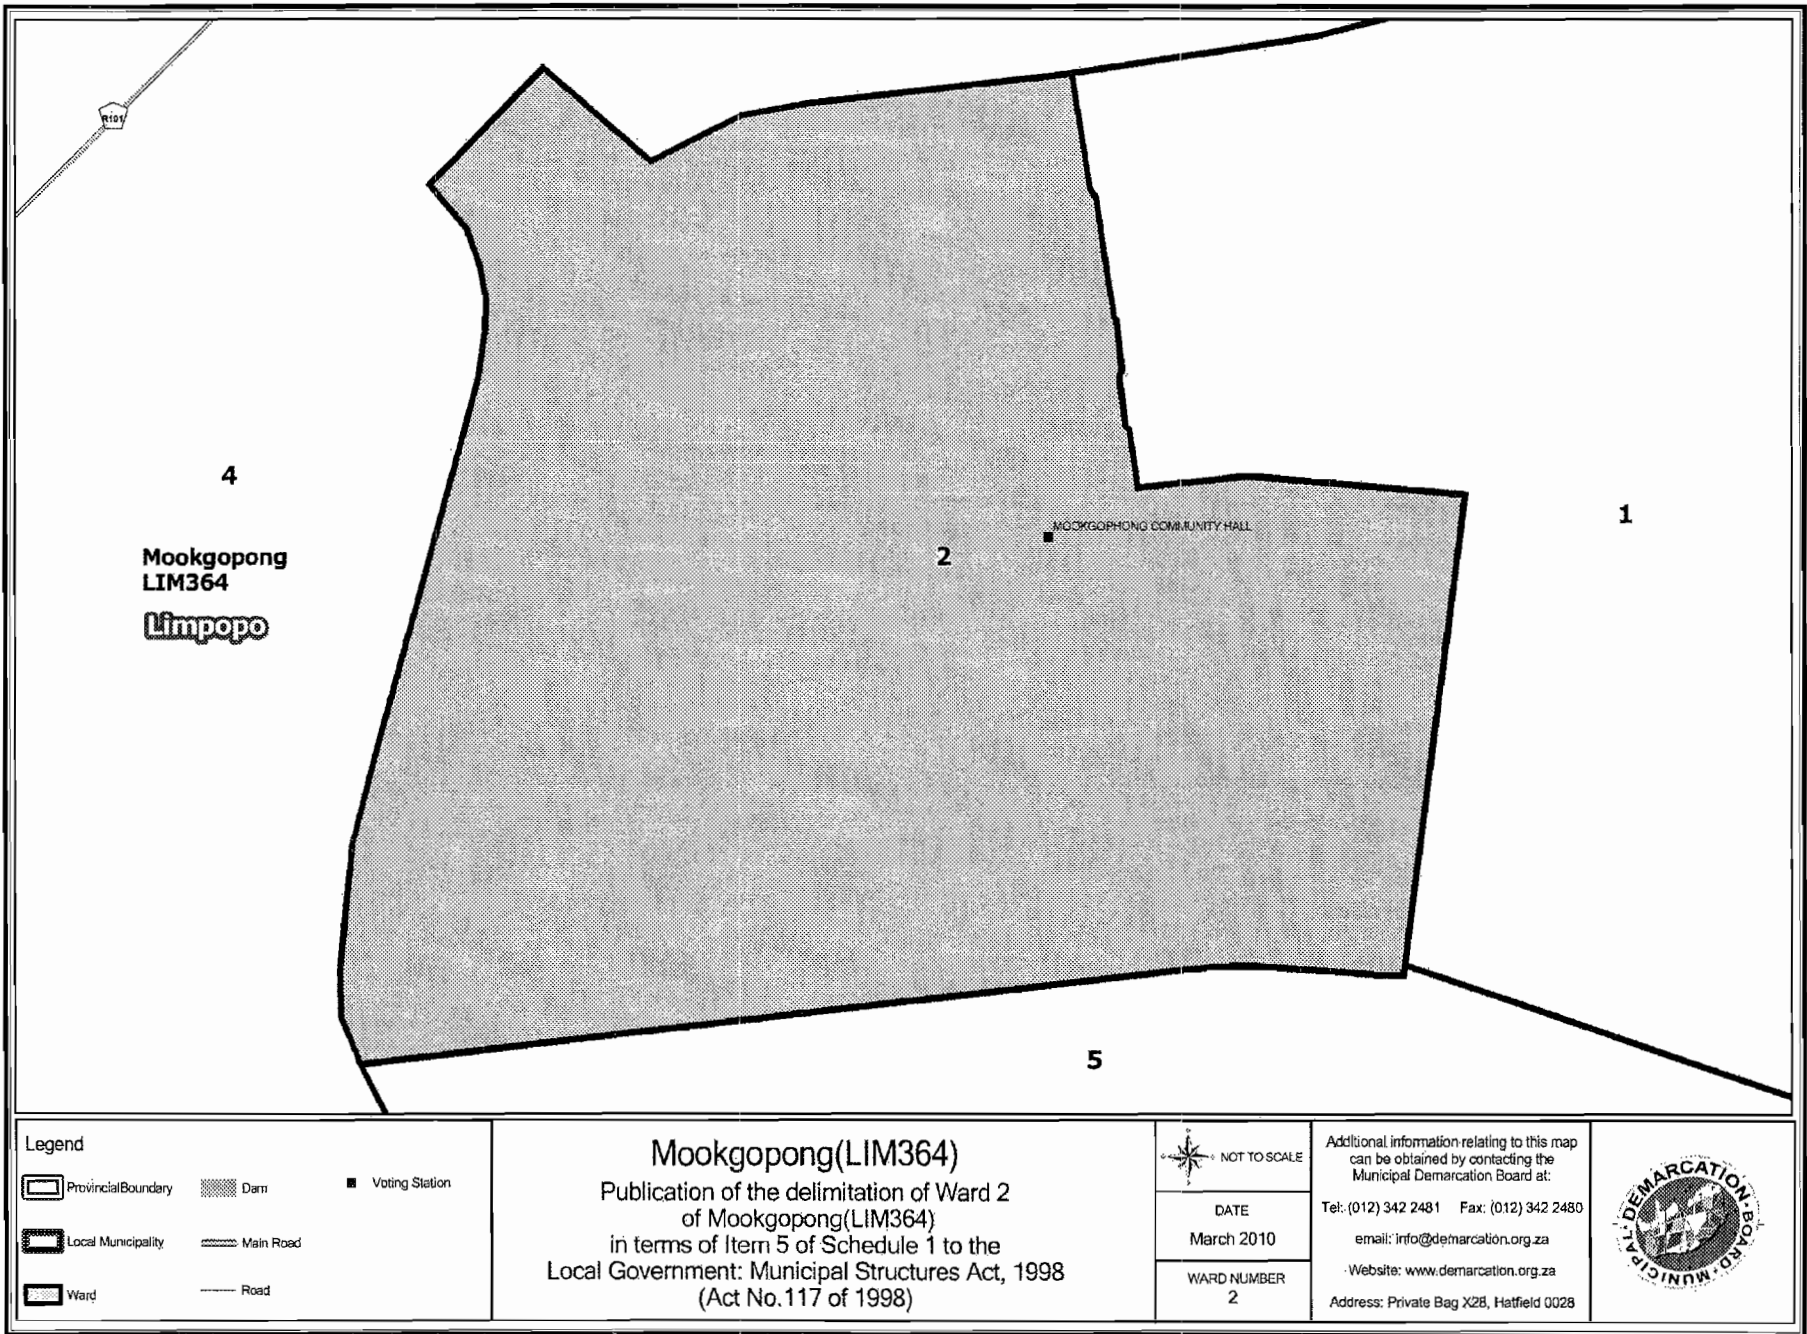 R101
4
Mookgopong
LIM364
Limpopo
MOOKGOPHONG COMMUNITY HALL
2
1
5
Legend
ProvincialBoundary
Dam
Voting Station
Local Municipality
Main Road
Ward
Road
Mookgopong(LIM364)
Publication of the delimitation of Ward 2
of Mookgopong(LIM364)
in terms of Item 5 of Schedule 1 to the
Local Government: Municipal Structures Act, 1998
(Act No.117 of 1998)
NOT TO SCALE
DATE
March 2010
WARD NUMBER
2
Additional information relating to this map
can be obtained by contacting the
Municipal Demarcation Board at:
Tel: (012) 342 2481 Fax: (012) 342 2480
email: info@demarcation.org.za
Website: www.demarcation.org.za
Address: Private Bag X28, Hatfield 0028
MUNICIPAL DEMARCATION BOARD